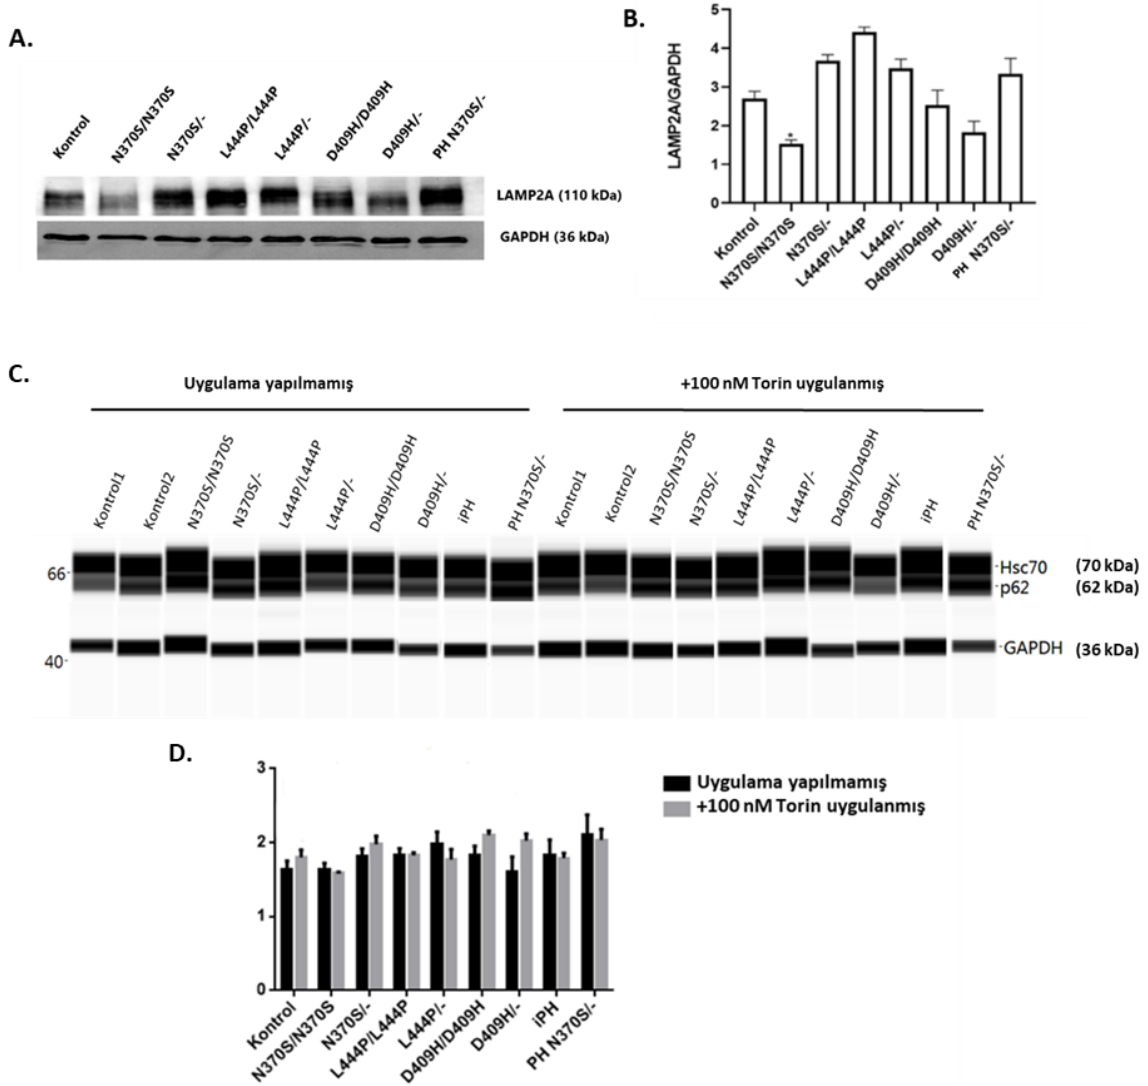 A.
Kontrol
N370S/N370S
N370S/-
L444P/L444P
L444P/-
D409H/D409H
D409H/-
PH N370S/-
LAMP2A (110 kDa)
GAPDH (36 kDa)
B.
LAMP2A/GAPDH
5
4
3
2
1
0
*
Kontrol
N370S/N370S
N370S/-
L444P/L444P
L444P/-
D409H/D409H
D409H/-
PH N370S/-
C.
Uygulama yapılmamış
+100 nM Torin uygulanmış
Kontrol1
Kontrol2
N370S/N370S
N370S/-
L444P/L444P
L444P/-
D409H/D409H
D409H/-
iPH
PH N370S/-
Kontrol1
Kontrol2
N370S/N370S
N370S/-
L444P/L444P
L444P/-
D409H/D409H
D409H/-
iPH
PH N370S/-
66-
-Hsc70 (70 kDa)
-p62 (62 kDa)
-GAPDH (36 kDa)
40-
D.
3
2
1
0
Kontrol
N370S/N370S
N370S/-
L444P/L444P
L444P/-
D409H/D409H
D409H/-
iPH
PH N370S/-
Uygulama yapılmamış
+100 nM Torin uygulanmış